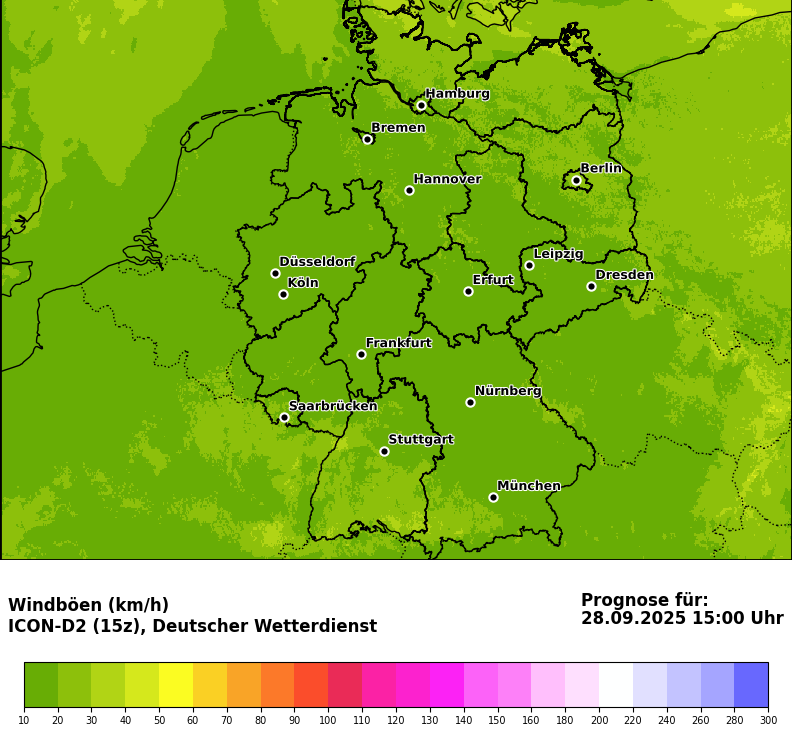 Hamburg
Bremen
Berlin
Hannover
Leipzig
Düsseldorf
Dresden
Köln
Erfurt
Frankfurt
Nürnberg
Saarbrücken
Stuttgart
München
Windböen (km/h)
ICON-D2 (15z), Deutscher Wetterdienst
Prognose für:
28.09.2025 15:00 Uhr
10 20 30 40 50 60 70 80 90 100 110 120 130 140 150 160 180 200 220 240 260 280 300